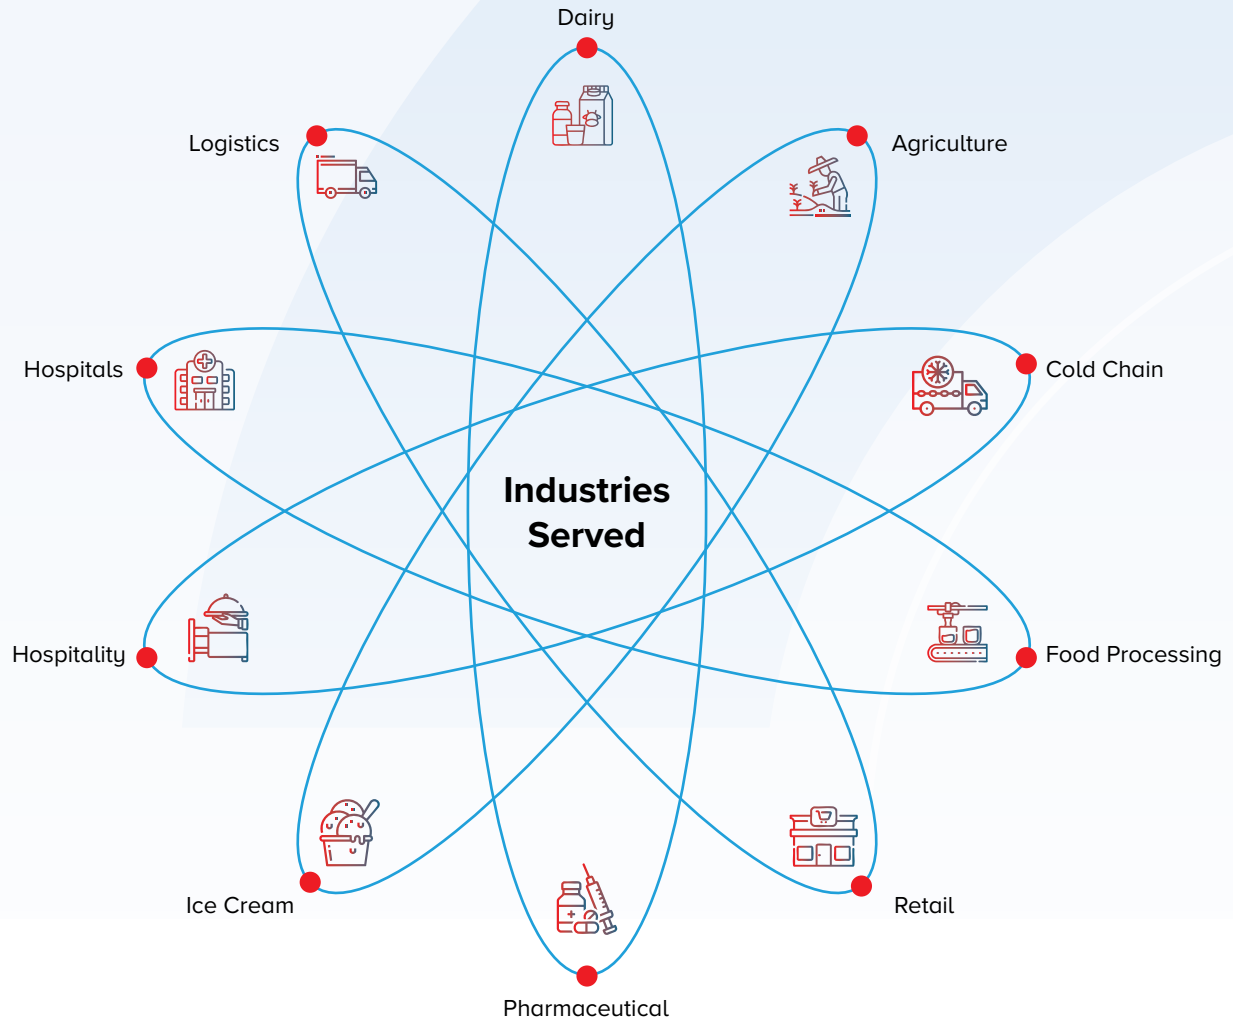 Dairy
Logistics
Agriculture
Hospitals
Cold Chain
Industries
Served
Hospitality
Food Processing
Ice Cream
Retail
Pharmaceutical